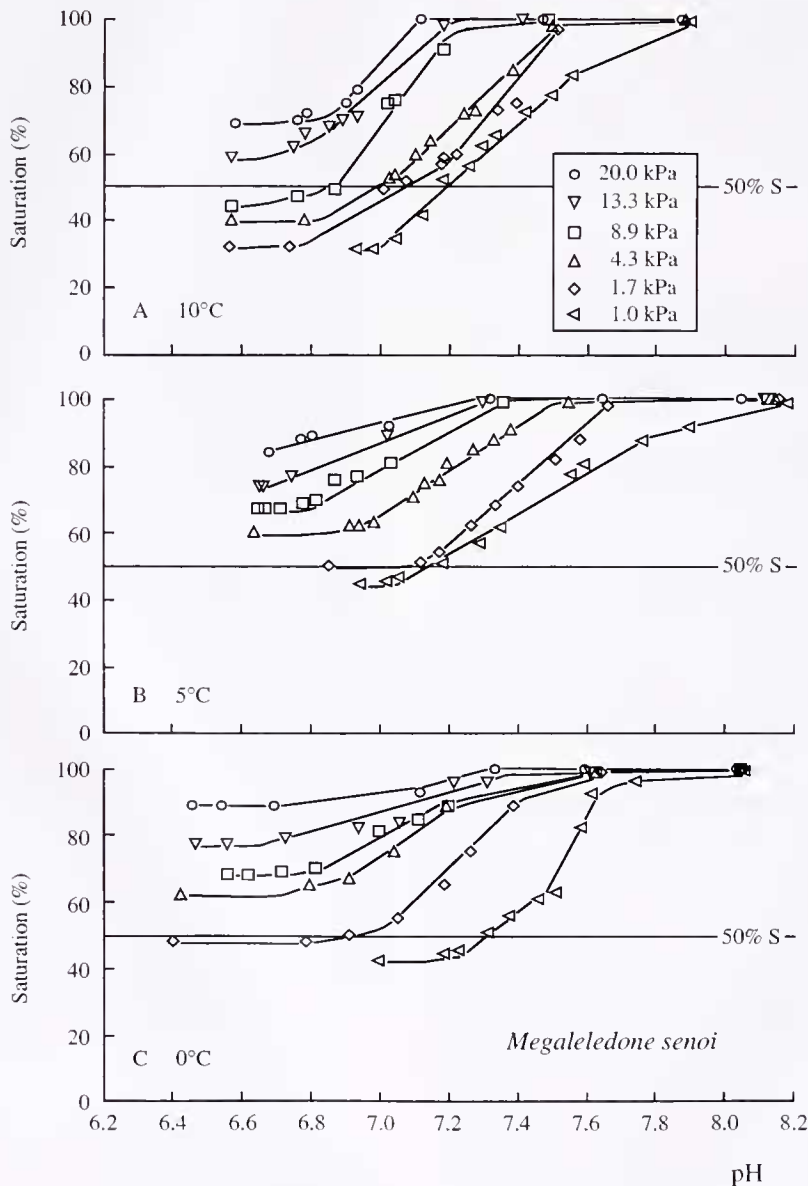 Saturation (%)
100
80
60
40
20
0
50% S
20.0 kPa
13.3 kPa
8.9 kPa
4.3 kPa
1.7 kPa
1.0 kPa
A 10°C
Saturation (%)
100
80
60
40
20
0
50% S
B 5°C
Saturation (%)
100
80
60
40
20
0
50% S
C 0°C
Megaleledone senoi
6.2 6.4 6.6 6.8 7.0 7.2 7.4 7.6 7.8 8.0 8.2
pH